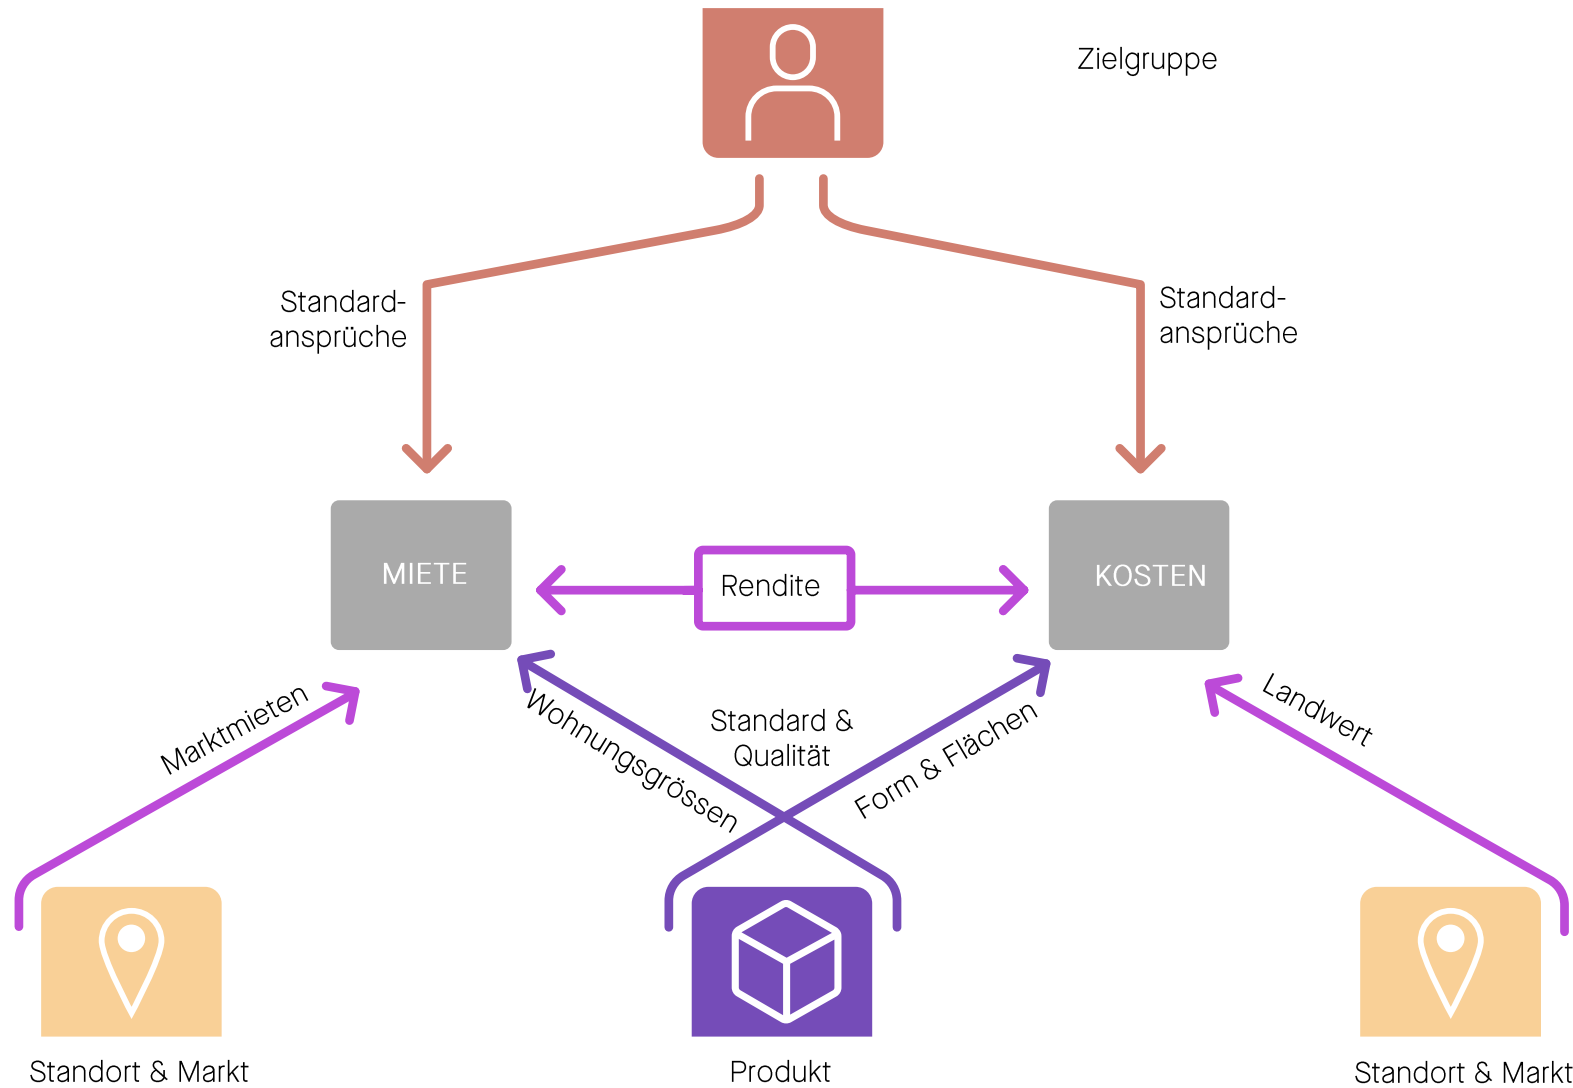 Zielgruppe
Standard-
ansprüche
Standard-
ansprüche
MIETE
Rendite
KOSTEN
Marktmieten
Wohnungsgrössen
Standard &
Qualität
Form & Flächen
Landwert
Standort & Markt
Produkt
Standort & Markt